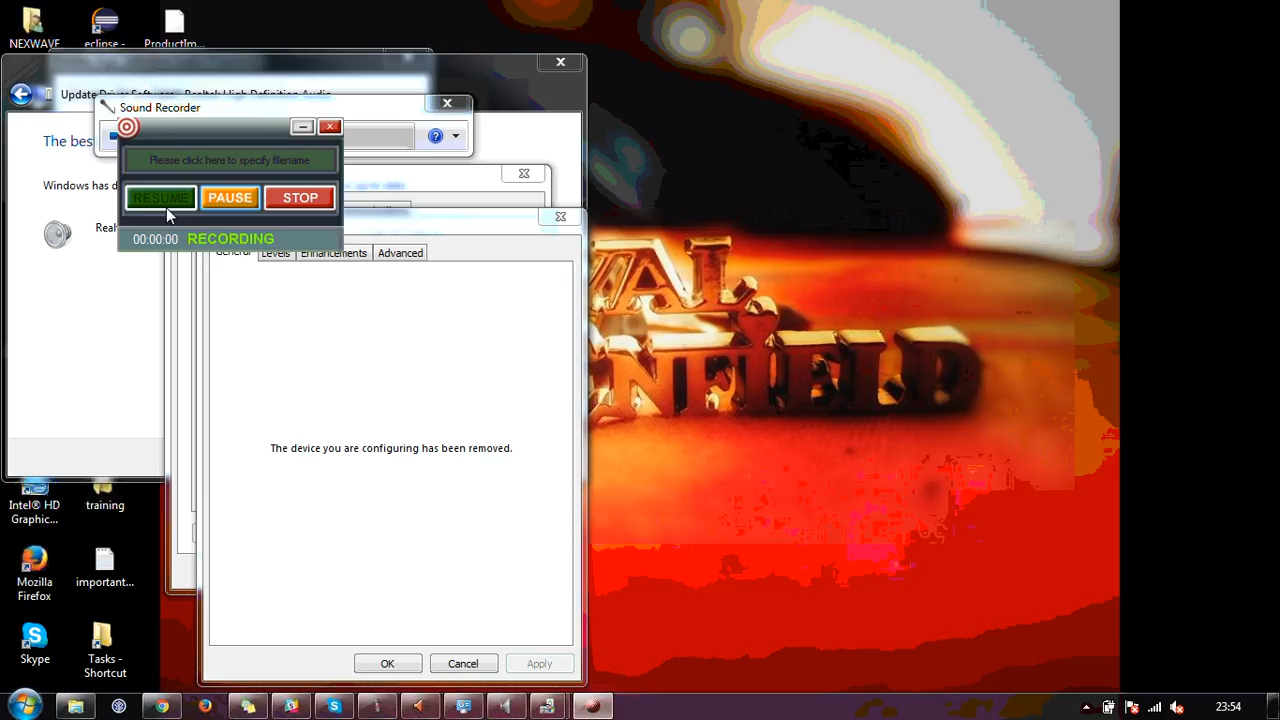 NEXWAVE
eclipse -
ProductIm...
Update Driver Software - Realtek High Definition Audio
Sound Recorder
The bes
Please click here to specify filename
Windows has d
RESUME
PAUSE
STOP
Real
00:00:00 RECORDING
General
Levels
Enhancements
Advanced
VAL
NFIELD
The device you are configuring has been removed.
Intel® HD
Graphic...
training
Mozilla
Firefox
important...
Skype
Tasks -
Shortcut
OK
Cancel
Apply
23:54